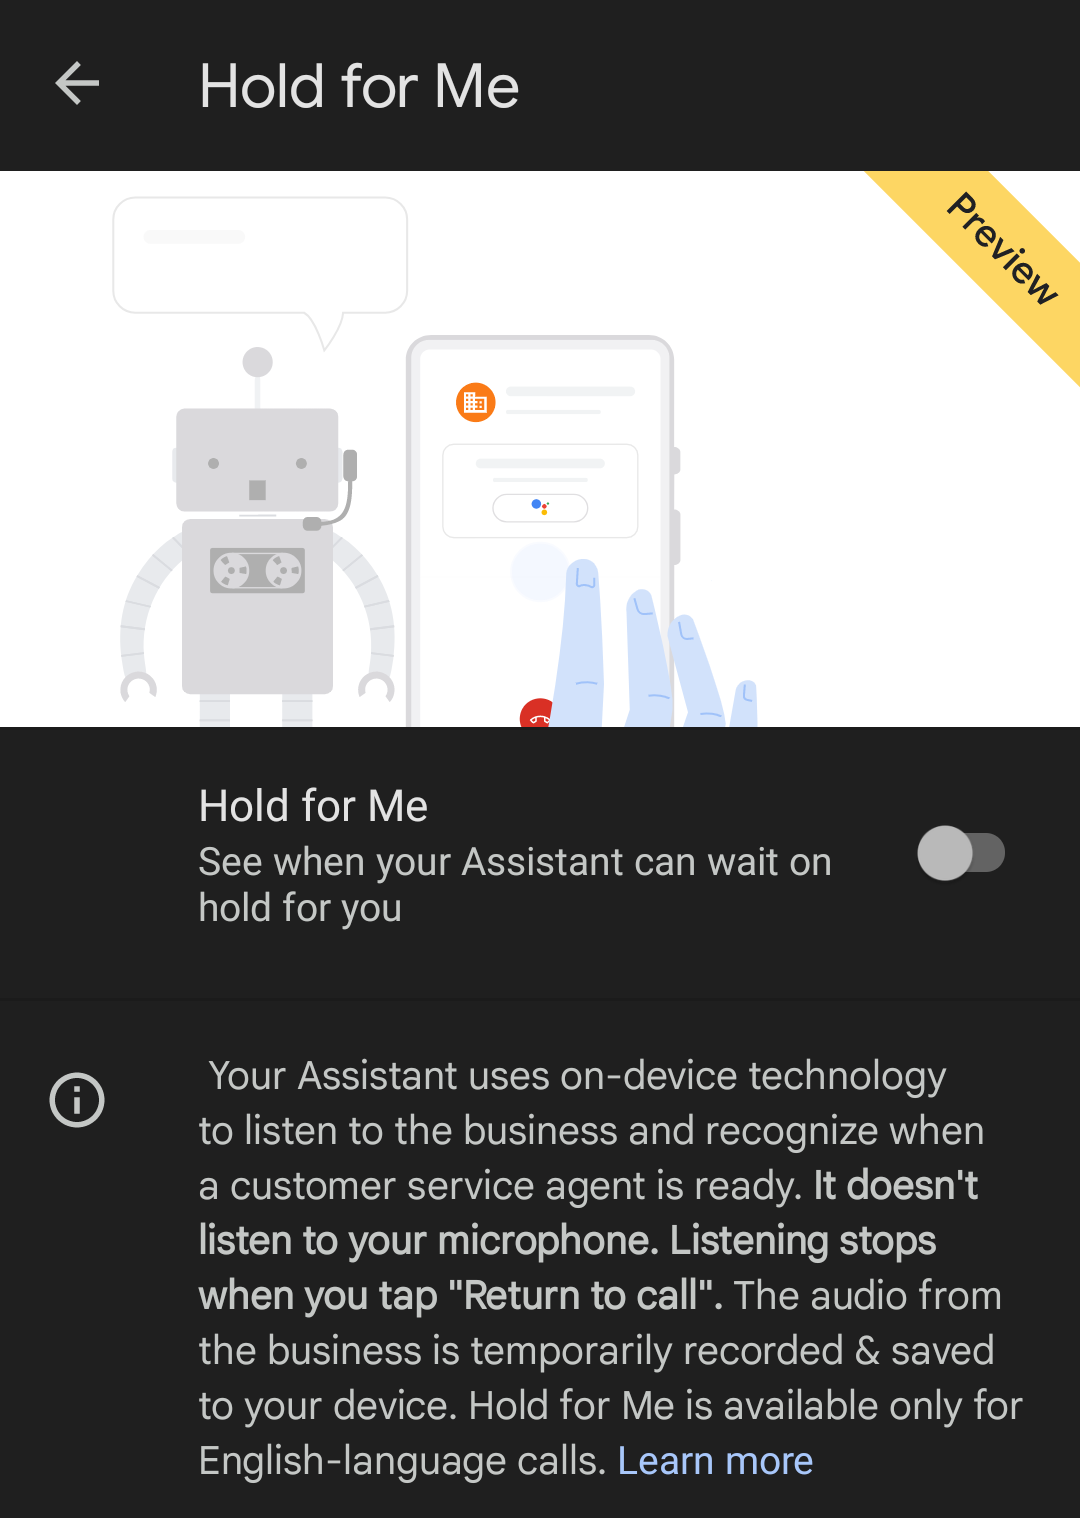 Hold for Me
Preview
Hold for Me
See when your Assistant can wait on
hold for you
Your Assistant uses on-device technology
to listen to the business and recognize when
a customer service agent is ready. It doesn't
listen to your microphone. Listening stops
when you tap "Return to call". The audio from
the business is temporarily recorded & saved
to your device. Hold for Me is available only for
English-language calls. Learn more